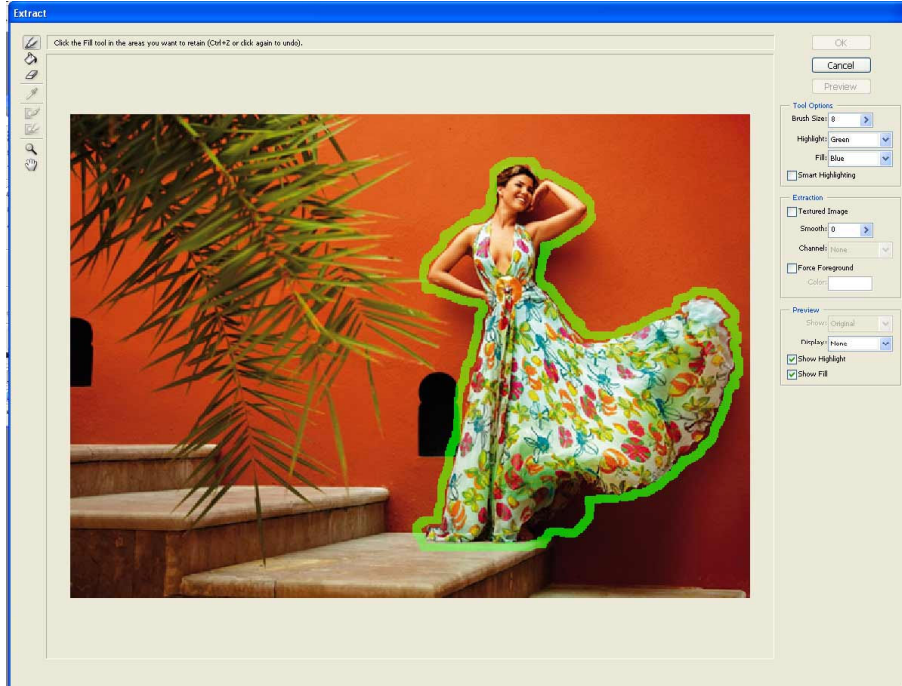 Extract
Click the Fill tool in the areas you want to retain (Ctrl+Z or click again to undo).
OK
Cancel
Preview
Tool Options
Brush Size: 8
Highlight: Green
Fill: Blue
Smart Highlighting
Extraction
Textured Image
Smooth: 0
Channel: None
Force Foreground
Color:
Preview
Show: Original
Display: None
Show Highlight
Show Fill